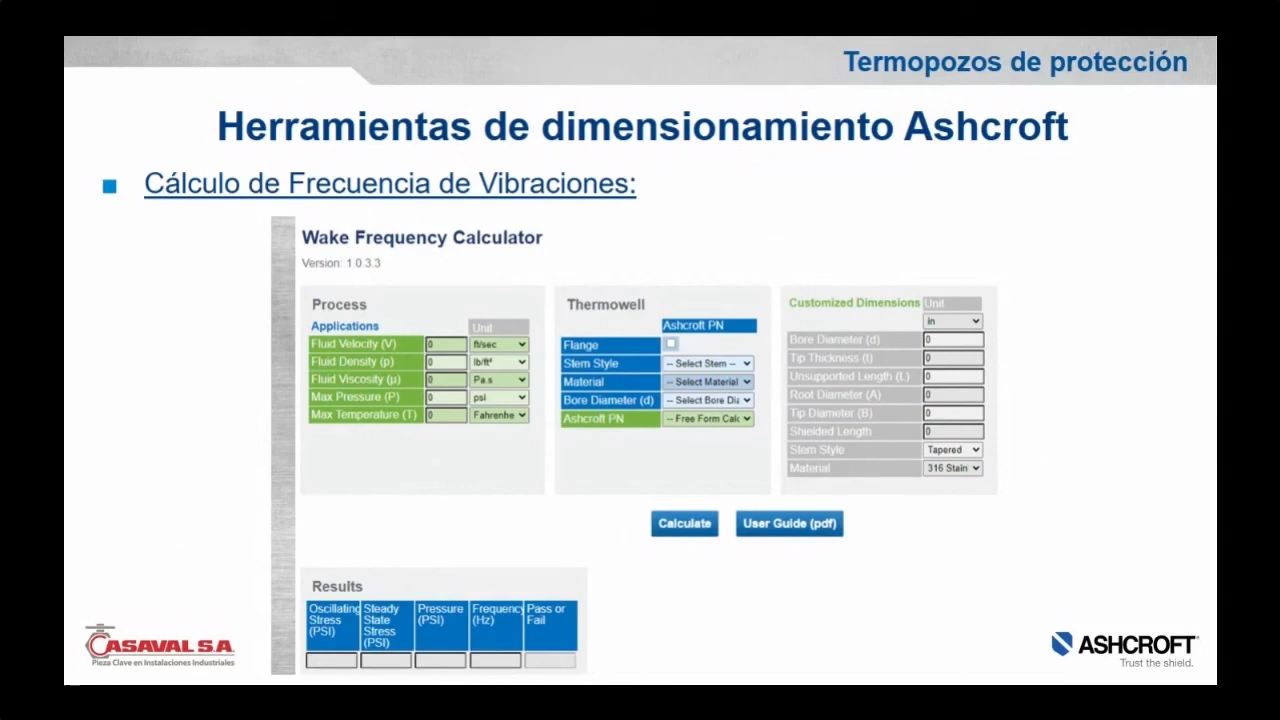 Termopozos de protección
Herramientas de dimensionamiento Ashcroft
Cálculo de Frecuencia de Vibraciones:
Wake Frequency Calculator
Version: 1.0.3.3
Process
Applications Unit
Fluid Velocity (V) 0 ft/sec
Fluid Density (p) 0 lb/ft³
Fluid Viscosity (μ) 0 Pa.s
Max Pressure (P) 0 psi
Max Temperature (T) 0 Fahrenhe
Thermowell
Ashcroft PN
Flange
Stem Style -- Select Stem --
Material -- Select Material
Bore Diameter (d) -- Select Bore Dia
Ashcroft PN -- Free Form Calc
Customized Dimensions Unit
in
Bore Diameter (d) 0
Tip Thickness (t) 0
Unsupported Length (L) 0
Root Diameter (A) 0
Tip Diameter (B) 0
Shielded Length 0
Stem Style Tapered
Material 316 Stain
Calculate User Guide (pdf)
Results
Oscillating Stress (PSI)
Steady State Stress (PSI)
Pressure (PSI)
Frequency (Hz)
Pass or Fail
CASAVAL S.A.
Pieza Clave en Instalaciones Industriales
ASHCROFT
Trust the shield.